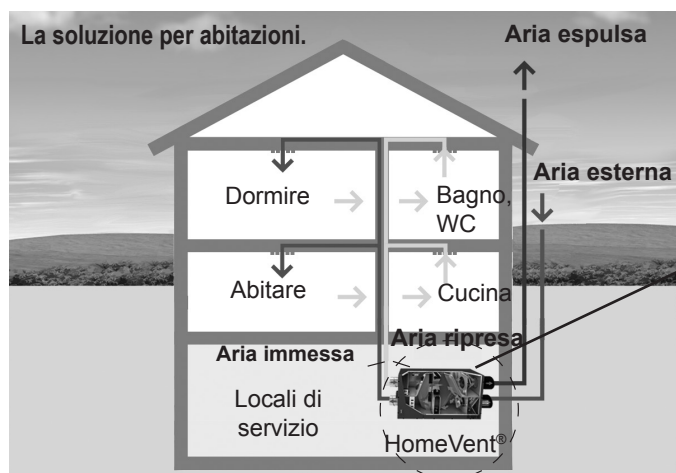 La soluzione per abitazioni.
Aria espulsa
Aria esterna
Dormire
Bagno,
WC
Abitare
Cucina
Aria immessa
Aria ripresa
Locali di
servizio
HomeVent®